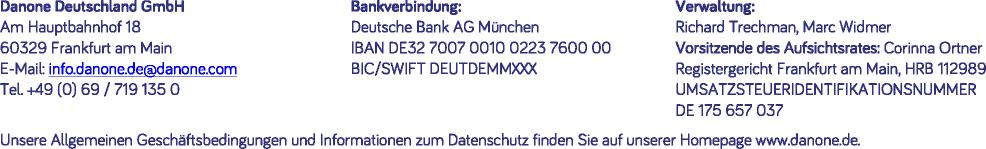 Danone Deutschland GmbH
Am Hauptbahnhof 18
60329 Frankfurt am Main
E-Mail: info.danone.de@danone.com
Tel. +49 (0) 69 / 719 135 0
Bankverbindung:
Deutsche Bank AG München
IBAN DE32 7007 0010 0223 7600 00
BIC/SWIFT DEUTDEMMXXX
Verwaltung:
Richard Trechman, Marc Widmer
Vorsitzende des Aufsichtsrates: Corinna Ortner
Registergericht Frankfurt am Main, HRB 112989
UMSATZSTEUERIDENTIFIKATIONSNUMMER
DE 175 657 037
Unsere Allgemeinen Geschäftsbedingungen und Informationen zum Datenschutz finden Sie auf unserer Homepage www.danone.de.